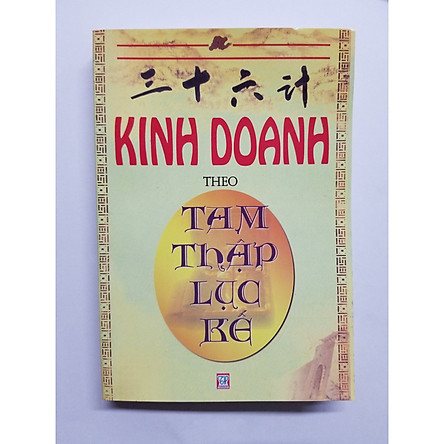 三十六计
KINH DOANH
THEO
TAM
THẬP
LỤC
KẾ